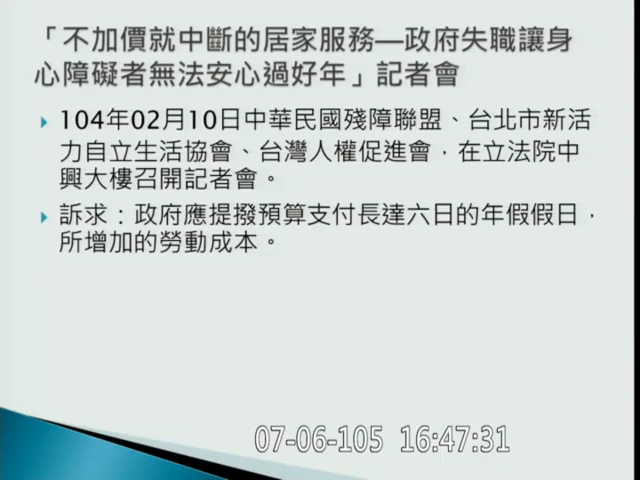 「不加價就中斷的居家服務—政府失職讓身
心障礙者無法安心過好年」記者會
104年02月10日中華民國殘障聯盟、台北市新活
力自立生活協會、台灣人權促進會，在立法院中
興大樓召開記者會。
訴求：政府應提撥預算支付長達六日的年假假日，
所增加的勞動成本。
07-06-105 16:47:31